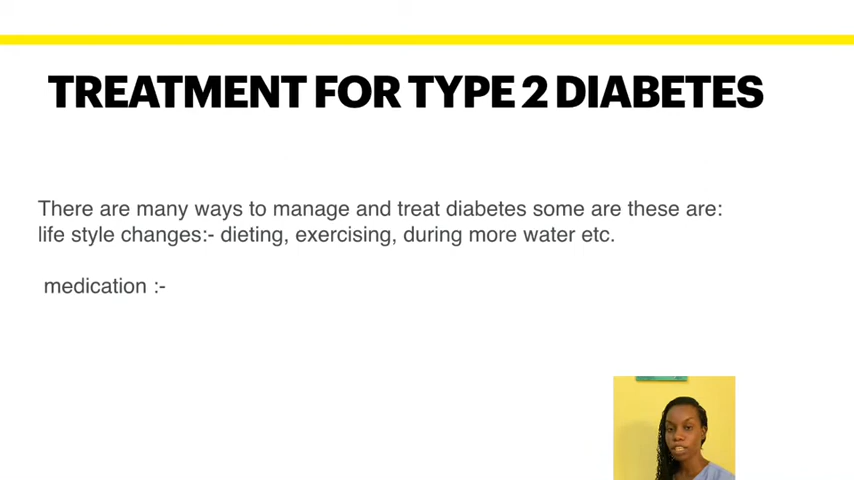 TREATMENT FOR TYPE 2 DIABETES
There are many ways to manage and treat diabetes some are these are:
life style changes:- dieting, exercising, during more water etc.
medication :-